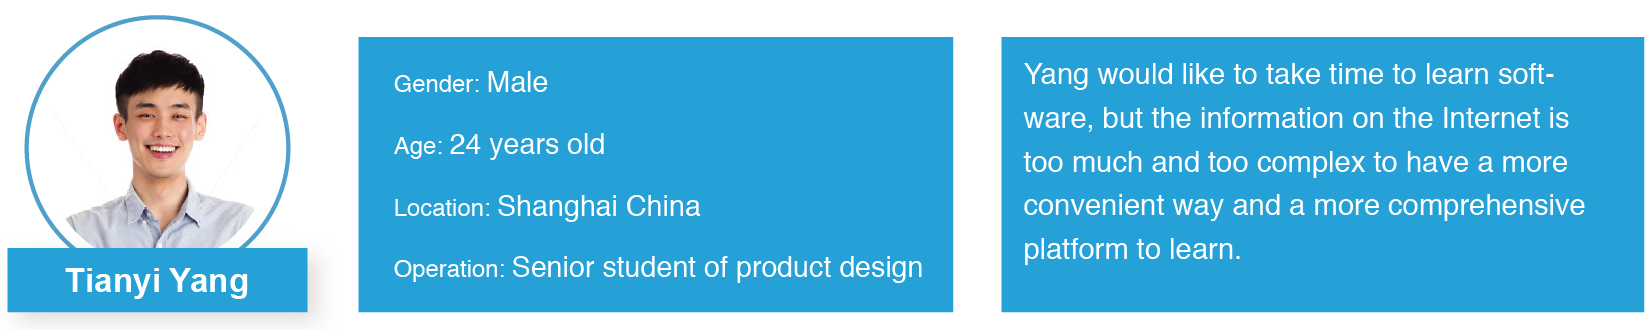 Tianyi Yang
Gender: Male
Age: 24 years old
Location: Shanghai China
Operation: Senior student of product design
Yang would like to take time to learn soft-
ware, but the information on the Internet is
too much and too complex to have a more
convenient way and a more comprehensive
platform to learn.